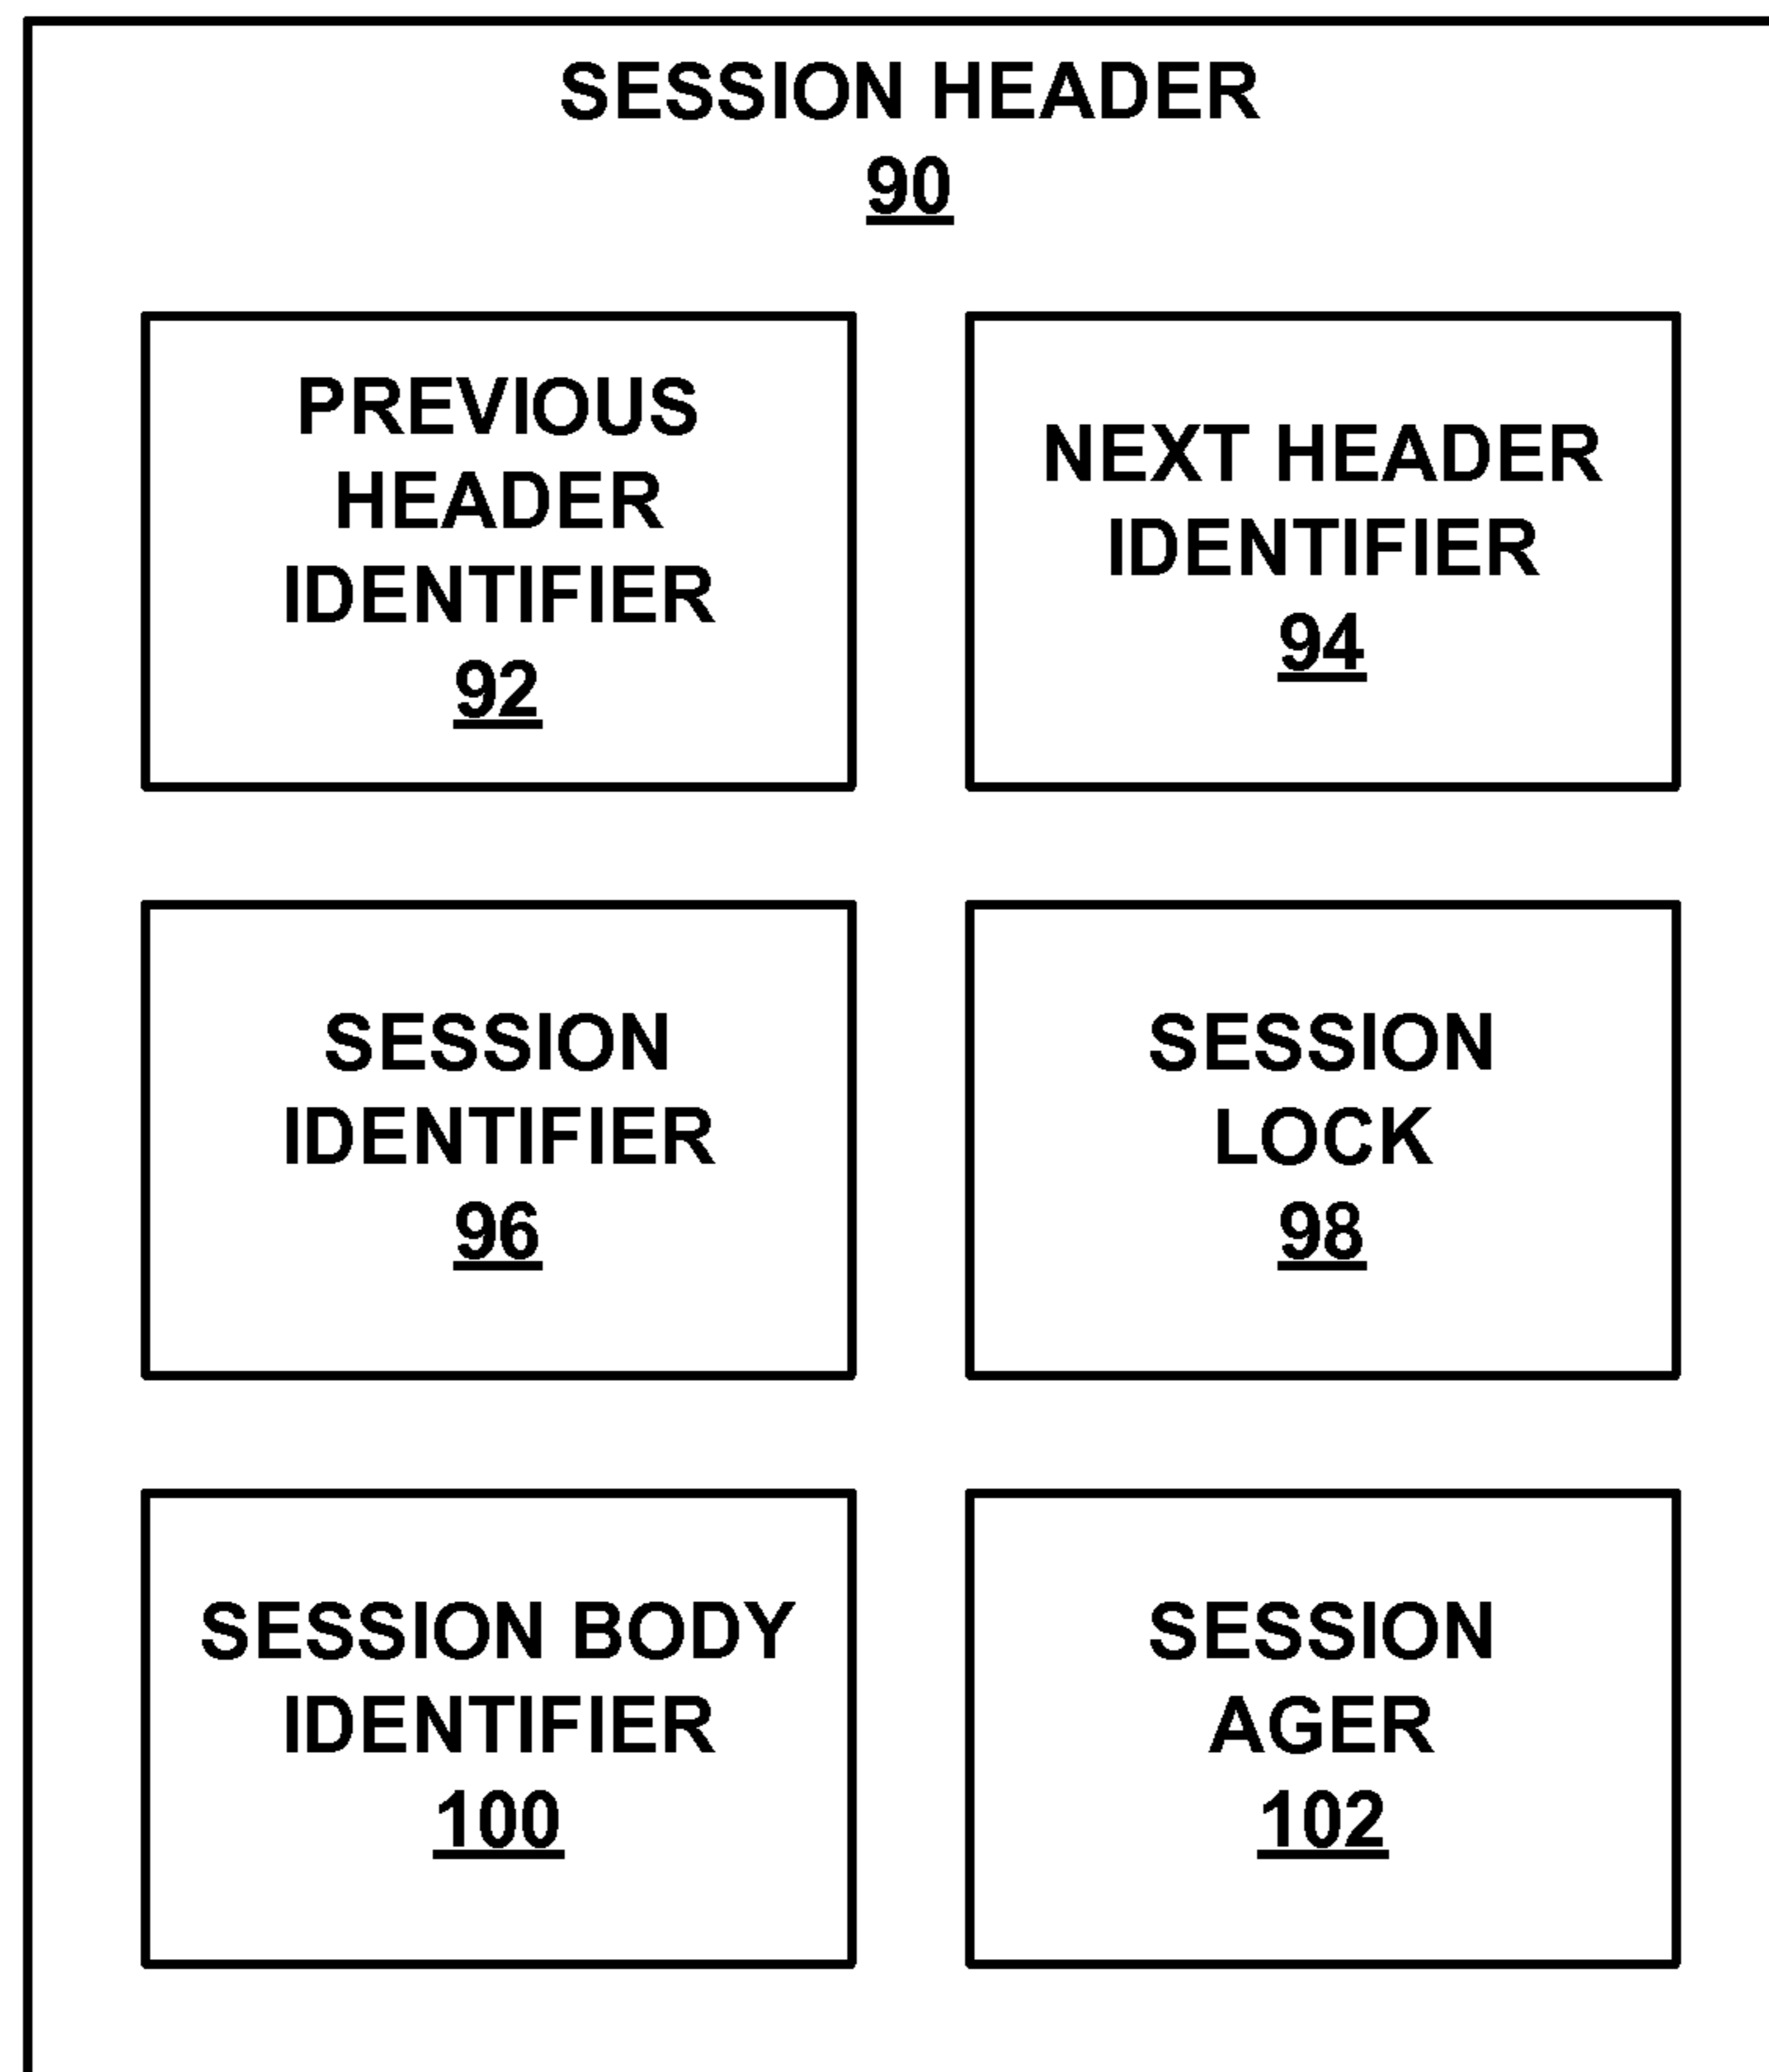 SESSION HEADER
90
PREVIOUS
HEADER
IDENTIFIER
92
NEXT HEADER
IDENTIFIER
94
SESSION
IDENTIFIER
96
SESSION
LOCK
98
SESSION BODY
IDENTIFIER
100
SESSION
AGER
102